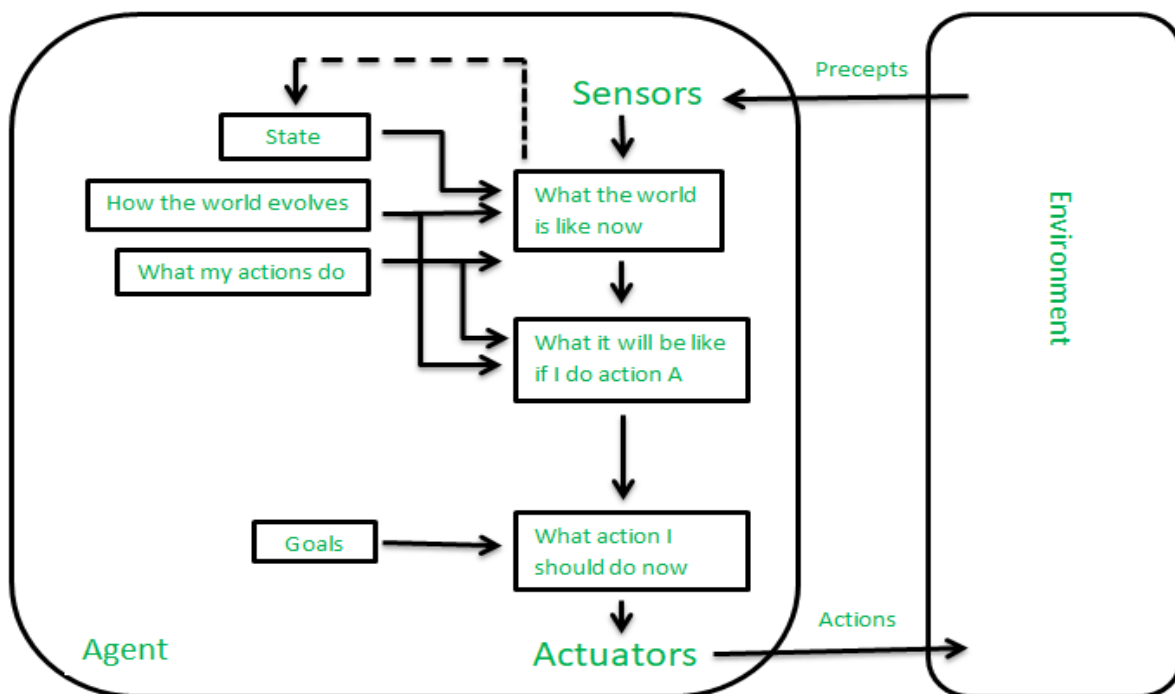 Precepts
Sensors
State
How the world evolves
What my actions do
What the world
is like now
What it will be like
if I do action A
Goals
What action I
should do now
Agent
Actuators
Actions
Environment